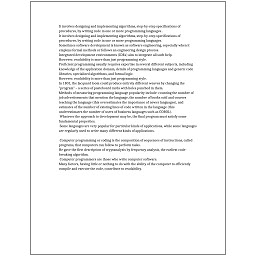 It involves designing and implementing algorithms, step-by-step specifications of
procedures, by writing code in one or more programming languages.
It involves designing and implementing algorithms, step-by-step specifications of
procedures, by writing code in one or more programming languages.
Sometimes software development is known as software engineering, especially when it
employs formal methods or follows an engineering design process.
Integrated development environments (IDEs) aim to integrate all such help.
However, readability is more than just programming style.
Proficient programming usually requires expertise in several different subjects, including
knowledge of the application domain, details of programming languages and generic code
libraries, specialized algorithms, and formal logic.
However, readability is more than just programming style.
In 1801, the Jacquard loom could produce entirely different weaves by changing the
"program" – a series of pasteboard cards with holes punched in them.
Methods of measuring programming language popularity include: counting the number of
job advertisements that mention the language, the number of books sold and courses
teaching the language (this overestimates the importance of newer languages), and
estimates of the number of existing lines of code written in the language (this
underestimates the number of users of business languages such as COBOL).
Whatever the approach to development may be, the final program must satisfy some
fundamental properties.
Some languages are very popular for particular kinds of applications, while some languages
are regularly used to write many different kinds of applications.
Computer programming or coding is the composition of sequences of instructions, called
programs, that computers can follow to perform tasks.
He gave the first description of cryptanalysis by frequency analysis, the earliest code-
breaking algorithm.
Computer programmers are those who write computer software.
Many factors, having little or nothing to do with the ability of the computer to efficiently
compile and execute the code, contribute to readability.